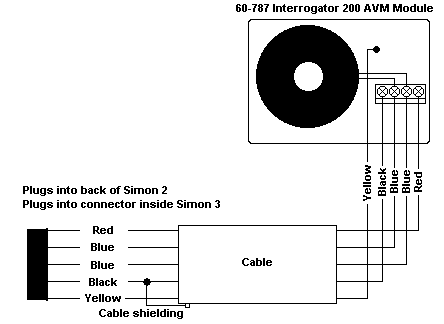 60-787 Interrogator 200 AVM Module
Yellow
Black
Blue
Blue
Red
Plugs into back of Simon 2
Plugs into connector inside Simon 3
Red
Blue
Blue
Black
Yellow
Cable
Cable shielding